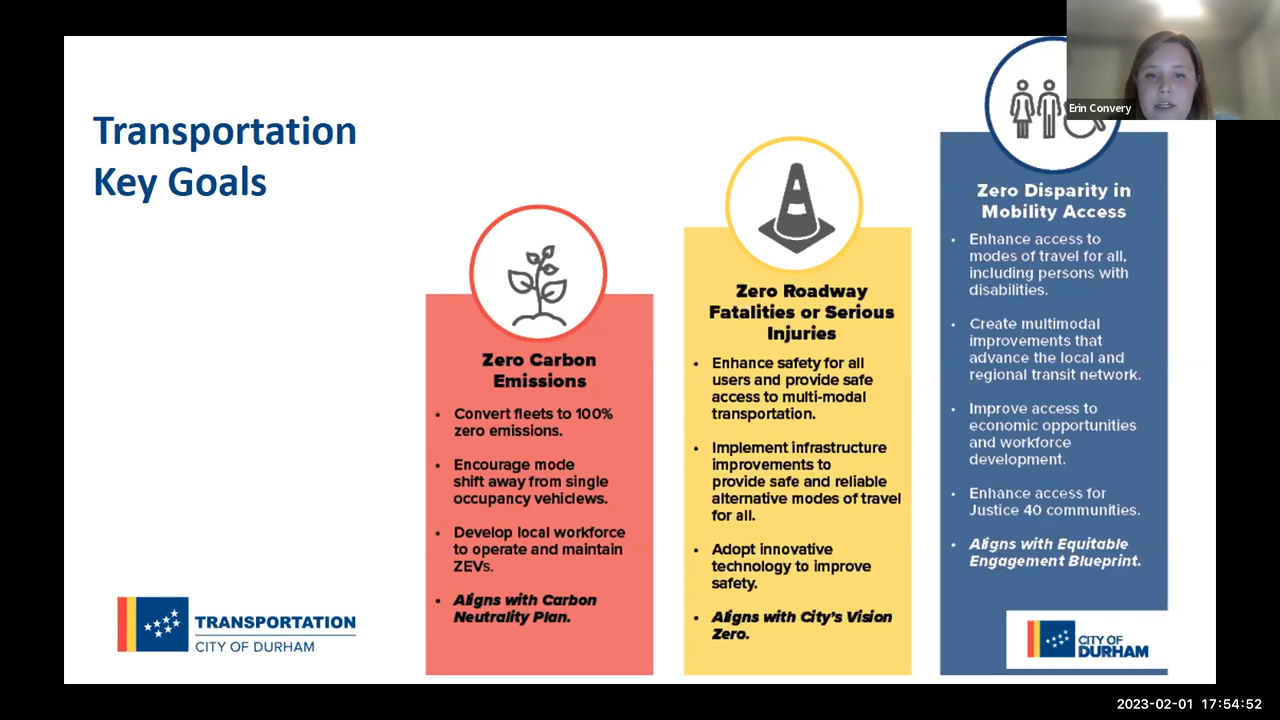 Transportation
Key Goals
Zero Carbon
Emissions
• Convert fleets to 100%
zero emissions.
• Encourage mode
shift away from single
occupancy vehiclews.
• Develop local workforce
to operate and maintain
ZEVs.
• Aligns with Carbon
Neutrality Plan.
Zero Roadway
Fatalities or Serious
Injuries
• Enhance safety for all
users and provide safe
access to multi-modal
transportation.
• Implement infrastructure
improvements to
provide safe and reliable
alternative modes of travel
for all.
• Adopt innovative
technology to improve
safety.
• Aligns with City's Vision
Zero.
Zero Disparity in
Mobility Access
• Enhance access to
modes of travel for all,
including persons with
disabilities.
• Create multimodal
improvements that
advance the local and
regional transit network.
• Improve access to
economic opportunities
and workforce
development.
• Enhance access for
Justice 40 communities.
• Aligns with Equitable
Engagement Blueprint.
Erin Convery
TRANSPORTATION
CITY OF DURHAM
CITY OF
DURHAM
2023-02-01 17:54:52